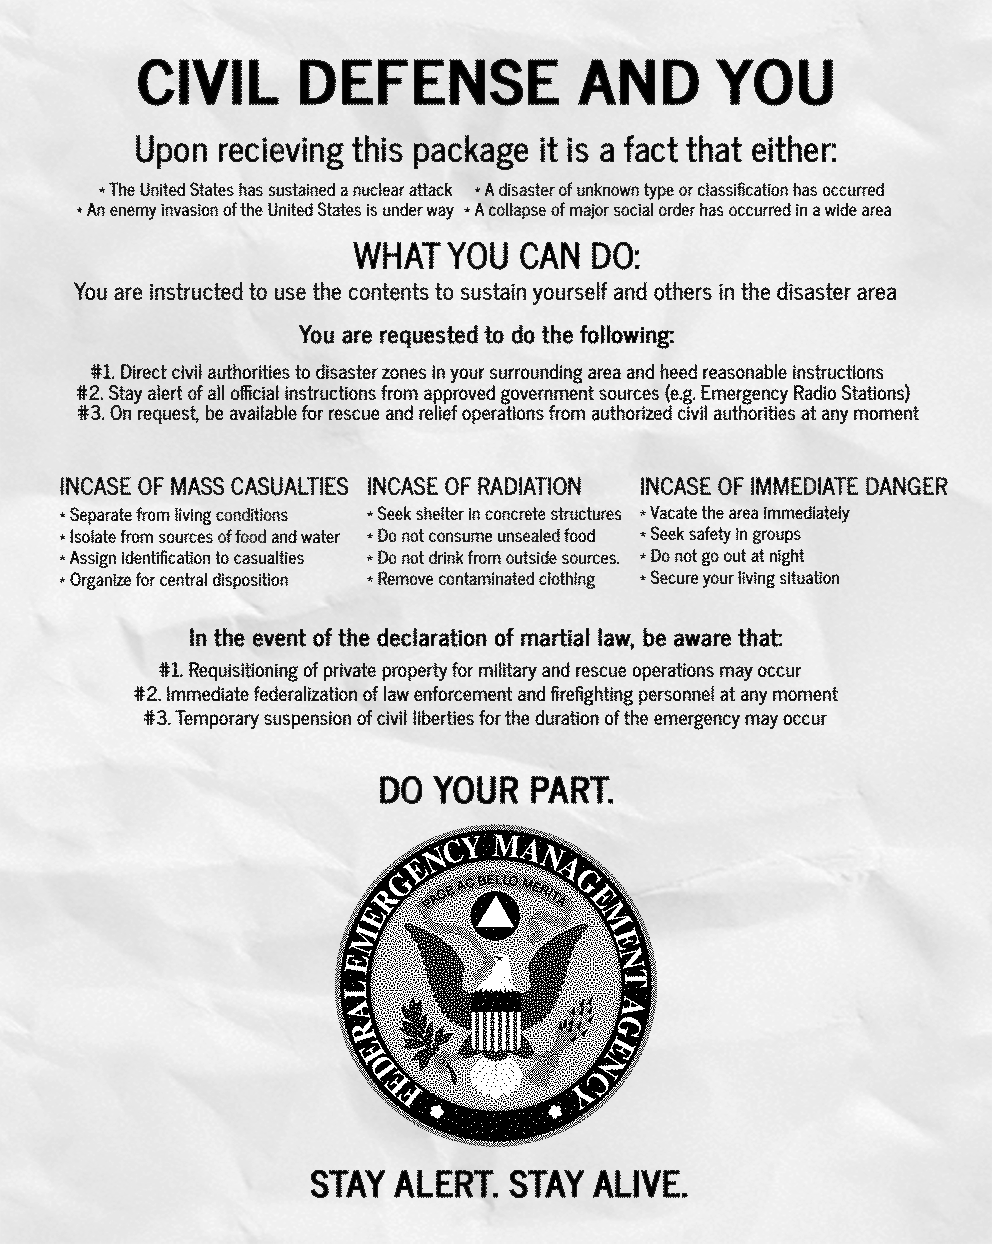 CIVIL DEFENSE AND YOU
Upon recieving this package it is a fact that either:
* The United States has sustained a nuclear attack * A disaster of unknown type or classification has occurred
* An enemy invasion of the United States is under way * A collapse of major social order has occurred in a wide area
WHAT YOU CAN DO:
You are instructed to use the contents to sustain yourself and others in the disaster area
You are requested to do the following:
#1. Direct civil authorities to disaster zones in your surrounding area and heed reasonable instructions
#2. Stay alert of all official instructions from approved government sources (e.g. Emergency Radio Stations)
#3. On request, be available for rescue and relief operations from authorized civil authorities at any moment
INCASE OF MASS CASUALTIES
* Separate from living conditions
* Isolate from sources of food and water
* Assign identification to casualties
* Organize for central disposition
INCASE OF RADIATION
* Seek shelter in concrete structures
* Do not consume unsealed food
* Do not drink from outside sources.
* Remove contaminated clothing
INCASE OF IMMEDIATE DANGER
* Vacate the area immediately
* Seek safety in groups
* Do not go out at night
* Secure your living situation
In the event of the declaration of martial law, be aware that:
#1. Requisitioning of private property for military and rescue operations may occur
#2. Immediate federalization of law enforcement and firefighting personnel at any moment
#3. Temporary suspension of civil liberties for the duration of the emergency may occur
DO YOUR PART.
FEDERAL EMERGENCY MANAGEMENT AGENCY
BELLO
STAY ALERT. STAY ALIVE.